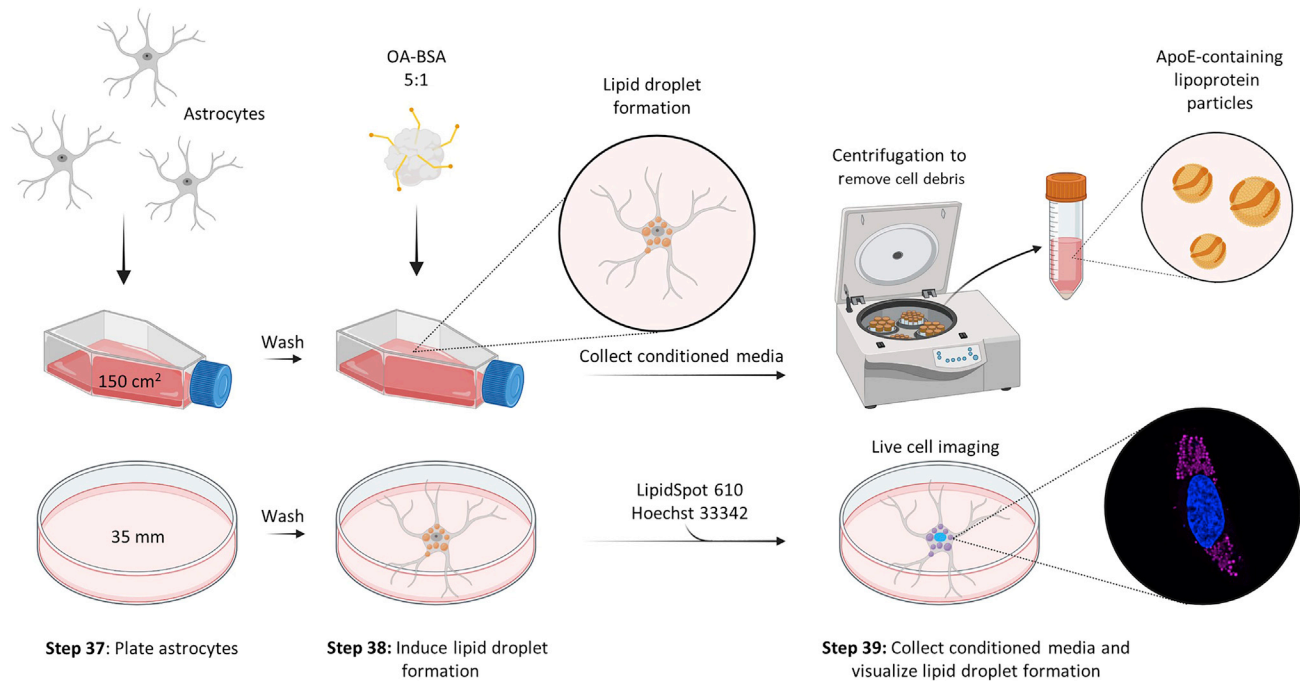 Astrocytes
OA-BSA
5:1
Lipid droplet
formation
Centrifugation to
remove cell debris
ApoE-containing
lipoprotein
particles
150 cm²
Wash
Collect conditioned media
35 mm
Wash
LipidSpot 610
Hoechst 33342
Live cell imaging
Step 37: Plate astrocytes
Step 38: Induce lipid droplet
formation
Step 39: Collect conditioned media and
visualize lipid droplet formation